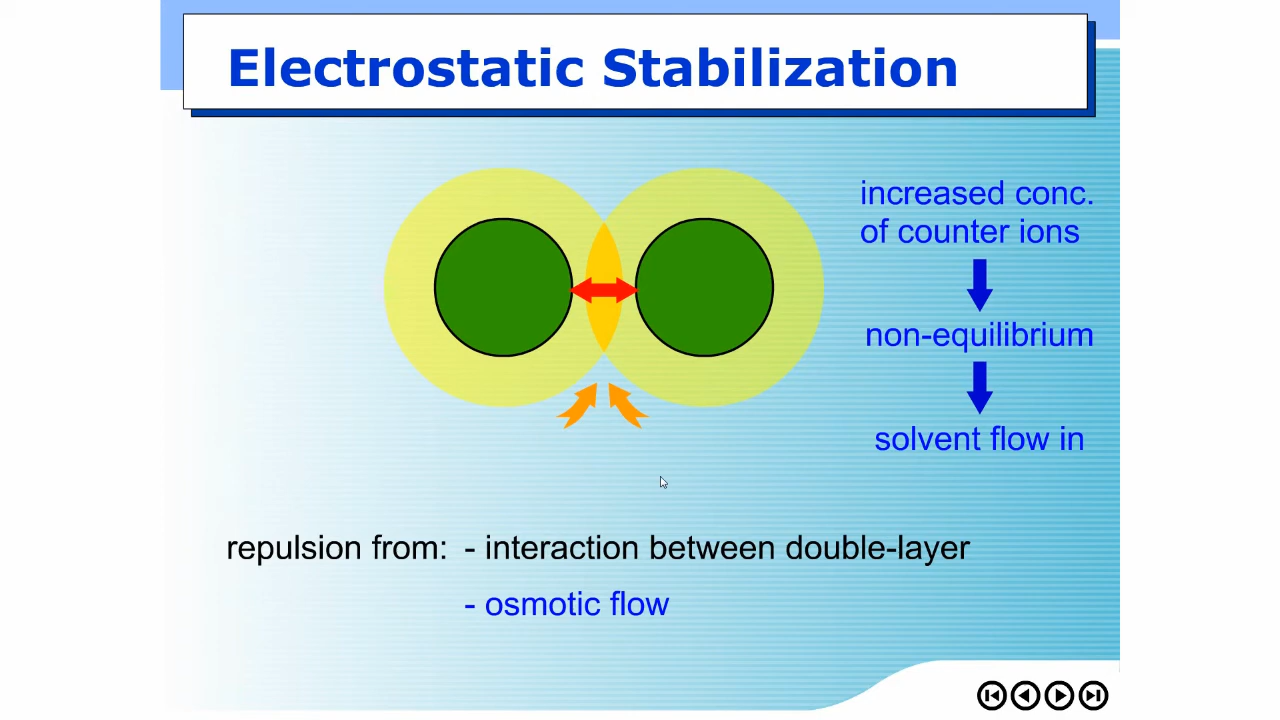 Electrostatic Stabilization
increased conc.
of counter ions
non-equilibrium
solvent flow in
repulsion from: - interaction between double-layer
- osmotic flow